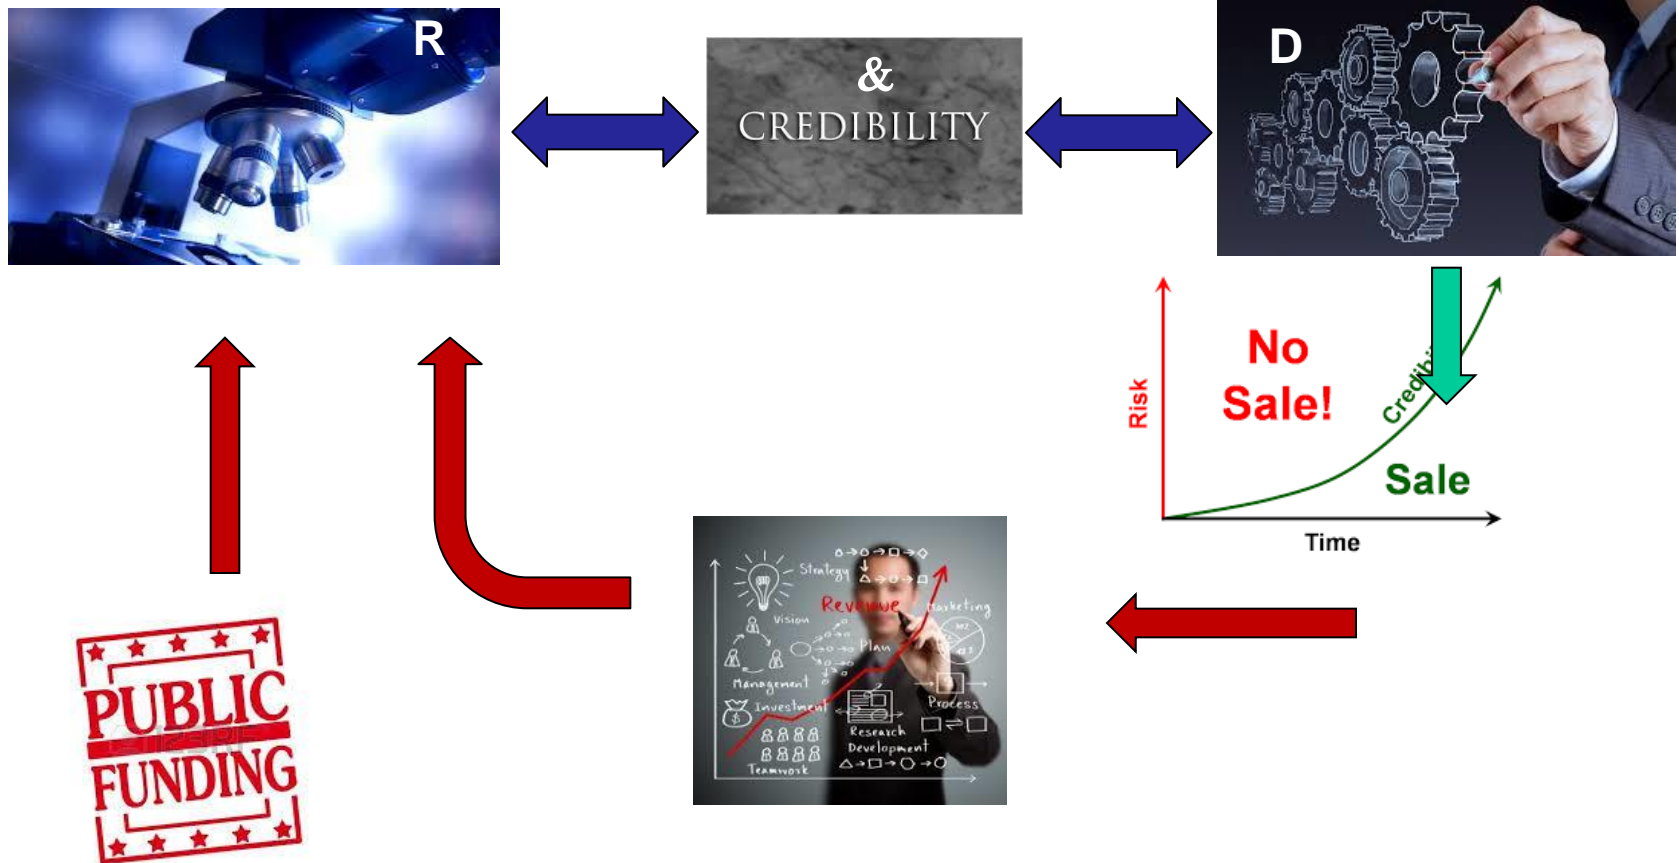 R
&
CREDIBILITY
D
No
Sale!
Risk
Sale
Time
Strategy
Revenue
Marketing
Vision
Plan
Management
Investment
$
Process
Research
Development
Teamwork
PUBLIC
123RF
FUNDING